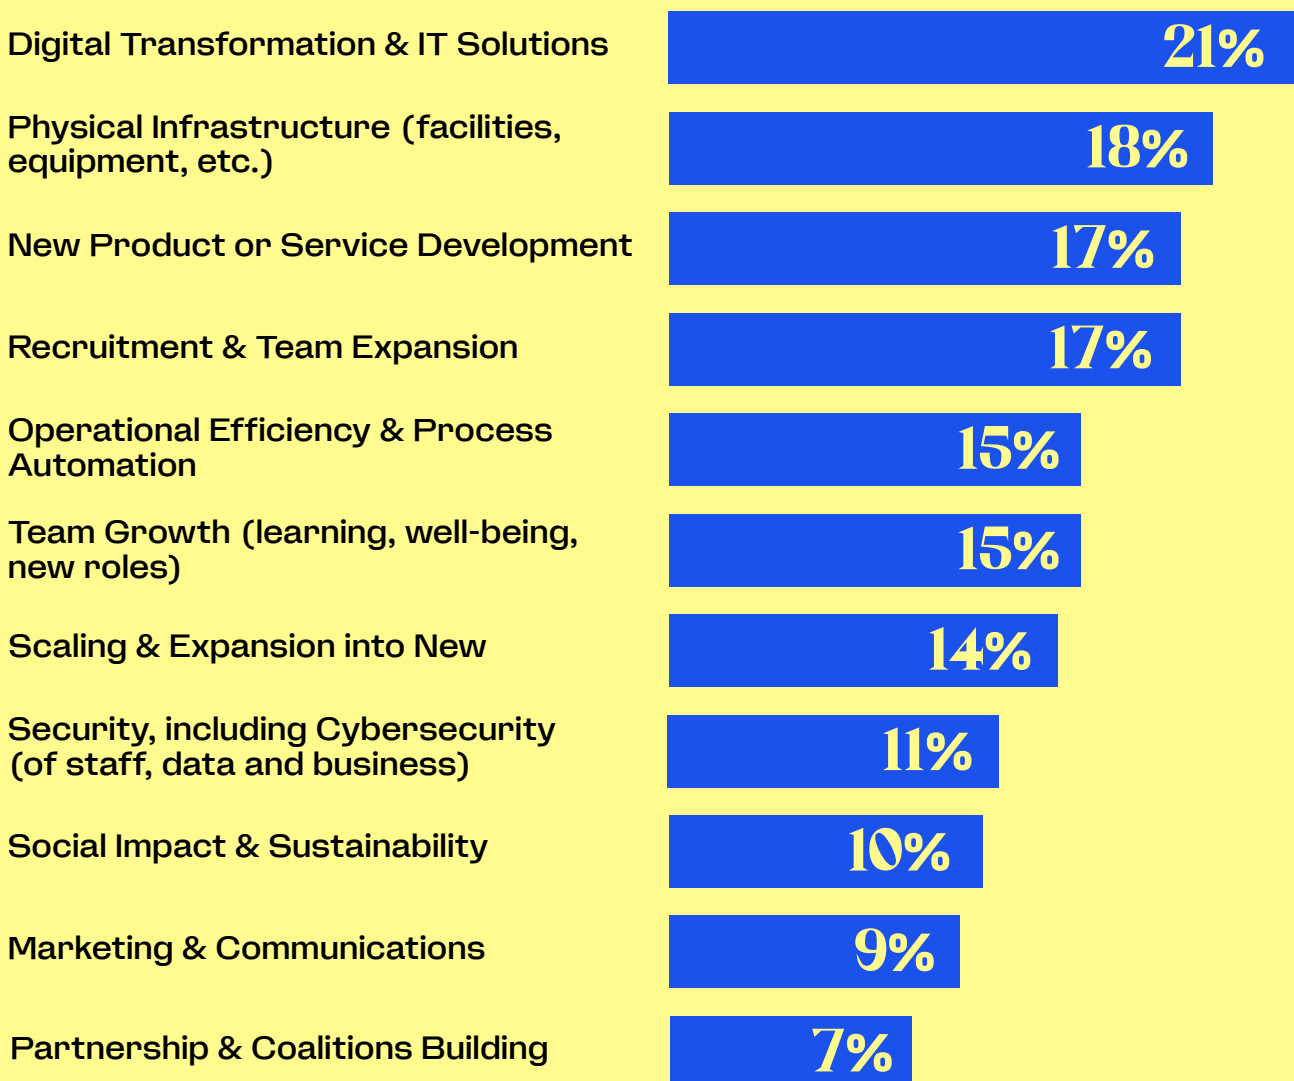 Digital Transformation & IT Solutions
21%
Physical Infrastructure (facilities,
equipment, etc.)
18%
New Product or Service Development
17%
Recruitment & Team Expansion
17%
Operational Efficiency & Process
Automation
15%
Team Growth (learning, well-being,
new roles)
15%
Scaling & Expansion into New
14%
Security, including Cybersecurity
(of staff, data and business)
11%
Social Impact & Sustainability
10%
Marketing & Communications
9%
Partnership & Coalitions Building
7%